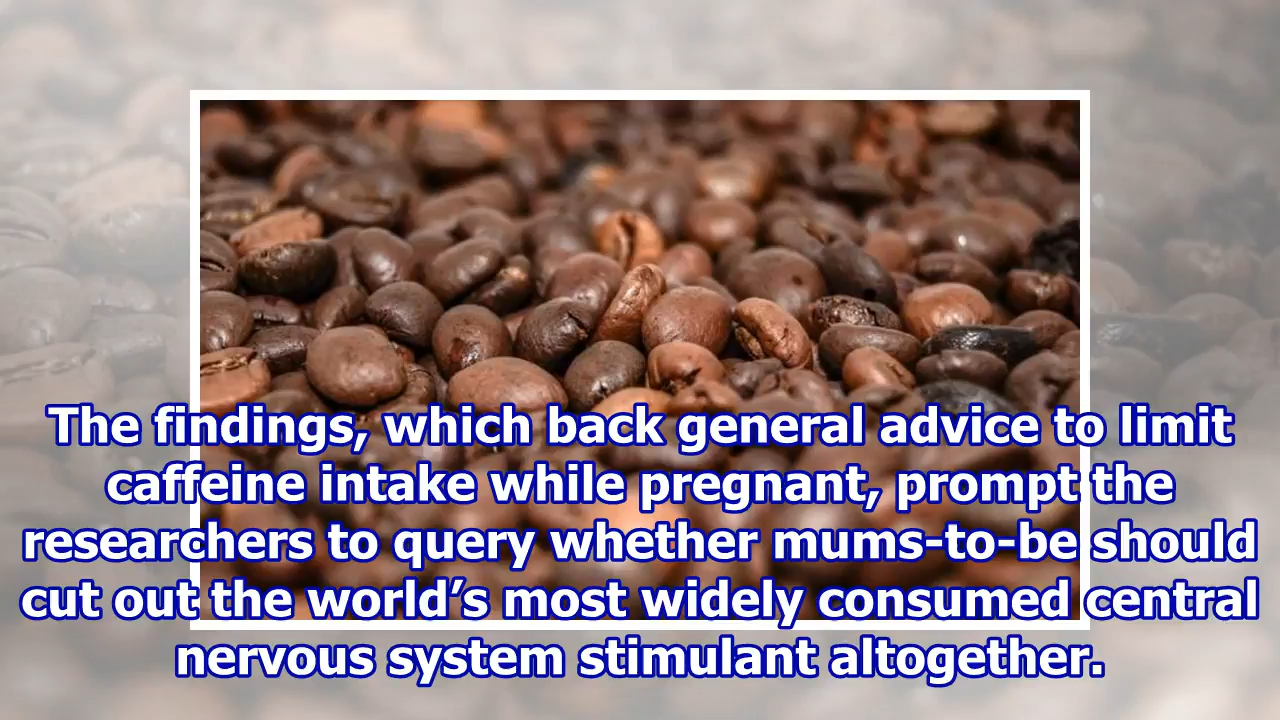 The findings, which back general advice to limit
caffeine intake while pregnant, prompt the
researchers to query whether mums-to-be should
cut out the world’s most widely consumed central
nervous system stimulant altogether.